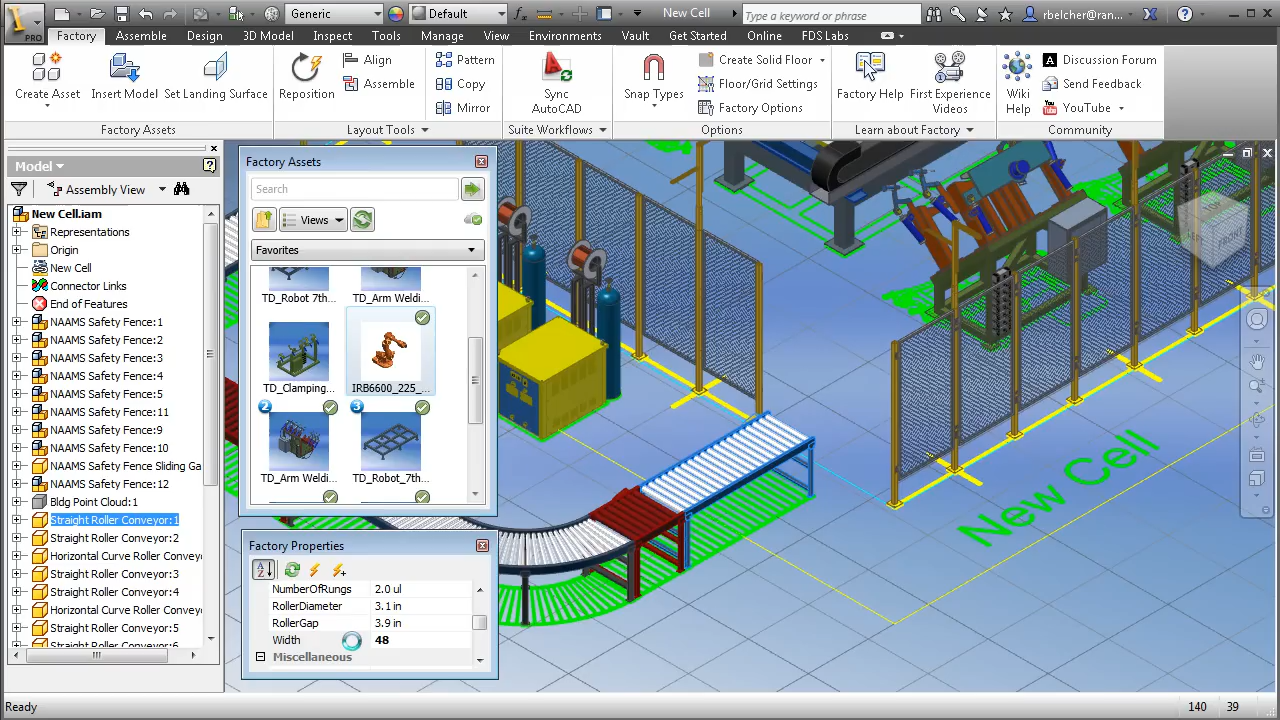 PRO
Generic
Default
fx
New Cell
Type a keyword or phrase
rbelcher@ran...
Factory
Assemble
Design
3D Model
Inspect
Tools
Manage
View
Environments
Vault
Get Started
Online
FDS Labs
Create Asset
Insert Model
Set Landing Surface
Factory Assets
Reposition
Align
Assemble
Pattern
Copy
Mirror
Layout Tools
Sync
AutoCAD
Suite Workflows
Snap Types
Create Solid Floor
Floor/Grid Settings
Factory Options
Options
Factory Help
First Experience
Videos
Learn about Factory
Wiki
Help
Discussion Forum
Send Feedback
YouTube
Community
Model
Assembly View
New Cell.iam
Representations
Origin
New Cell
Connector Links
End of Features
NAAMS Safety Fence:1
NAAMS Safety Fence:2
NAAMS Safety Fence:3
NAAMS Safety Fence:4
NAAMS Safety Fence:5
NAAMS Safety Fence:11
NAAMS Safety Fence:9
NAAMS Safety Fence:10
NAAMS Safety Fence Sliding Ga
NAAMS Safety Fence:12
Bldg Point Cloud:1
Straight Roller Conveyor:1
Straight Roller Conveyor:2
Horizontal Curve Roller Convey
Straight Roller Conveyor:3
Straight Roller Conveyor:4
Horizontal Curve Roller Convey
Straight Roller Conveyor:5
Straight Roller Conveyor:6
Factory Assets
Search
Views
Favorites
TD_Robot 7th...
TD_Arm Weldi...
TD_Clamping...
IRB6600_225_...
2
3
TD_Arm Weldi...
TD_Robot_7th...
Factory Properties
NumberOfRungs 2.0 ul
RollerDiameter 3.1 in
RollerGap 3.9 in
Width 48
Miscellaneous
New Cell
Ready
140
39